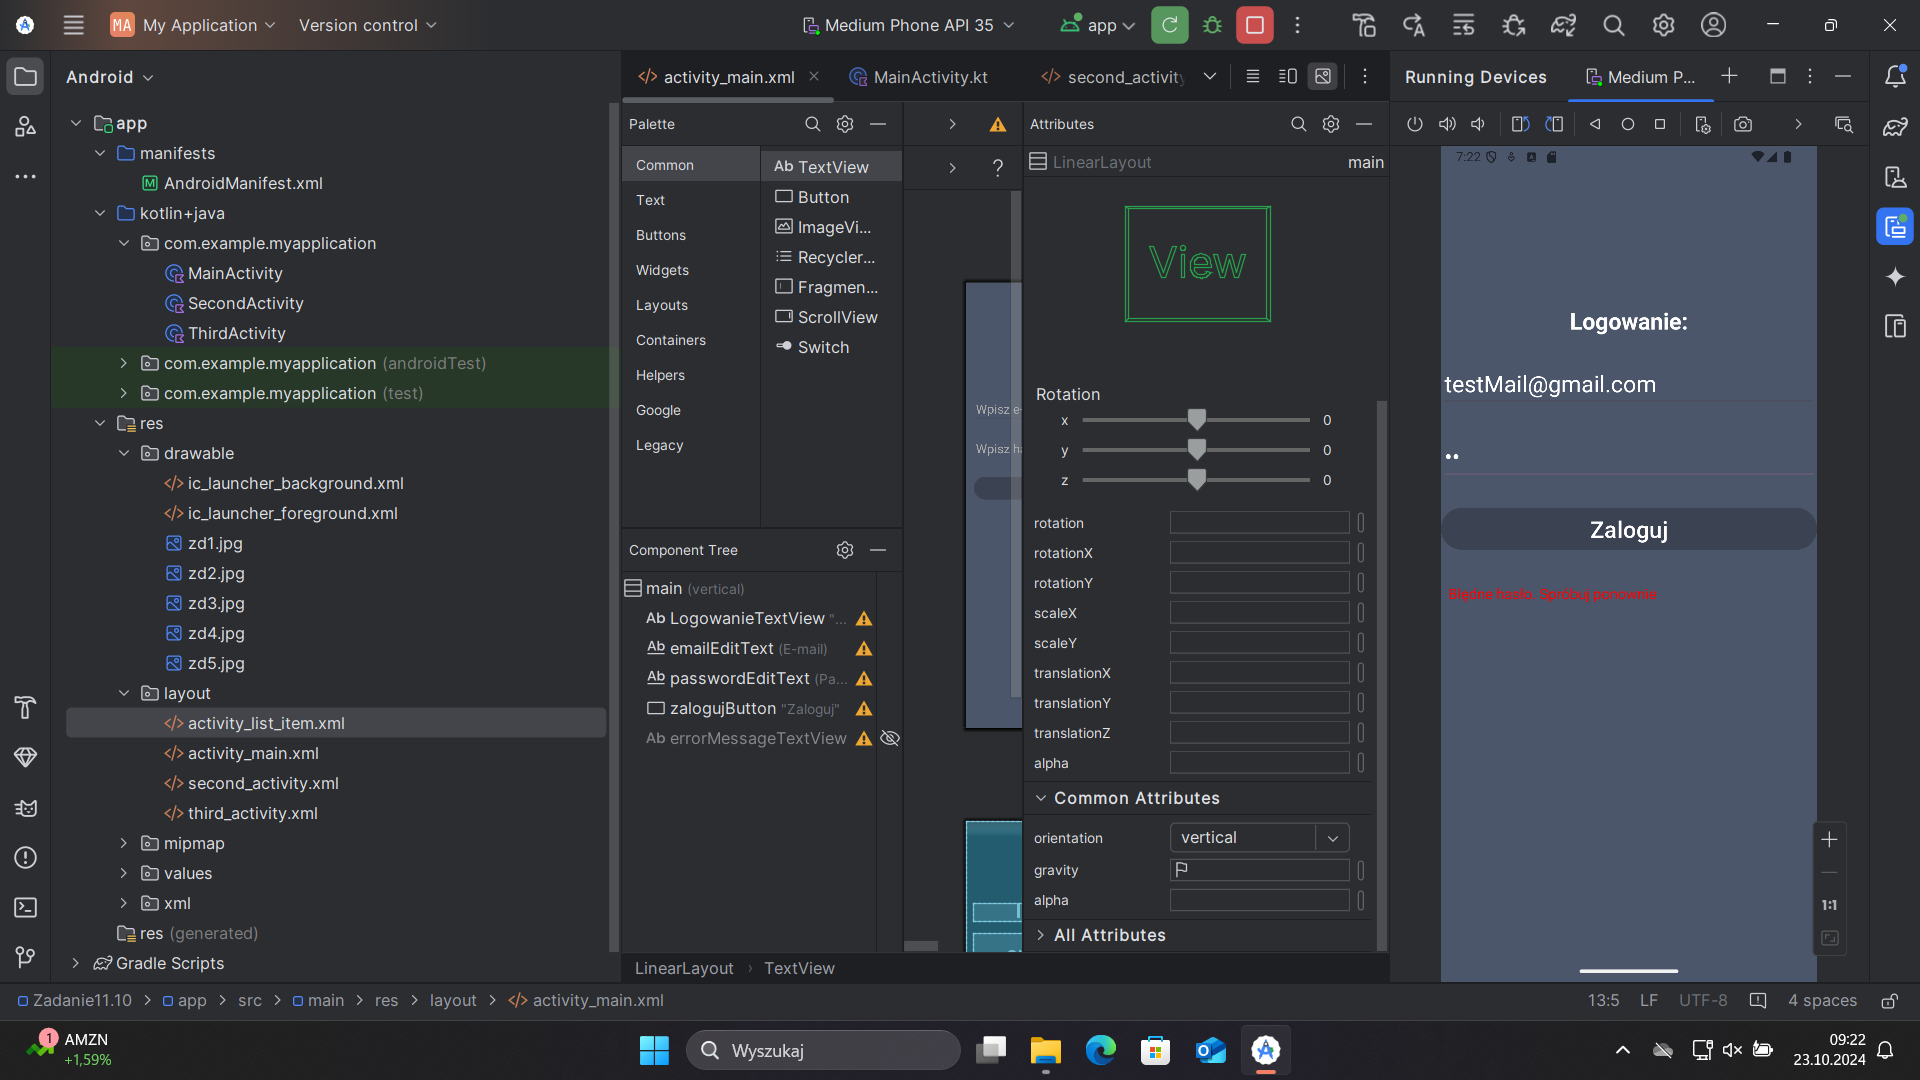 MA My Application
Version control
Medium Phone API 35
app
Android
activity_main.xml
MainActivity.kt
second_activity
Running Devices
Medium P...
app
manifests
AndroidManifest.xml
kotlin+java
com.example.myapplication
MainActivity
SecondActivity
ThirdActivity
com.example.myapplication (androidTest)
com.example.myapplication (test)
res
drawable
ic_launcher_background.xml
ic_launcher_foreground.xml
zd1.jpg
zd2.jpg
zd3.jpg
zd4.jpg
zd5.jpg
layout
activity_list_item.xml
activity_main.xml
second_activity.xml
third_activity.xml
mipmap
values
xml
res (generated)
Gradle Scripts
Palette
Common
Text
Buttons
Widgets
Layouts
Containers
Helpers
Google
Legacy
Ab TextView
Button
ImageVi...
Recycler...
Fragmen...
ScrollView
Switch
Component Tree
main (vertical)
Ab LogowanieTextView "...
Ab emailEditText (E-mail)
Ab passwordEditText (Pa...
zalogujButton "Zaloguj"
Ab errorMessageTextView
?
Wpisz e-
Wpisz ha
Attributes
LinearLayout main
View
Rotation
x 0
y 0
z 0
rotation
rotationX
rotationY
scaleX
scaleY
translationX
translationY
translationZ
alpha
Common Attributes
orientation vertical
gravity
alpha
All Attributes
LinearLayout › TextView
7:22
Logowanie:
testMail@gmail.com
Zaloguj
Błędne hasło. Spróbuj ponownie
1:1
Zadanie11.10 > app > src > main > res > layout > activity_main.xml
13:5 LF UTF-8 4 spaces
1
AMZN
+1,59%
Wyszukaj
09:22
23.10.2024